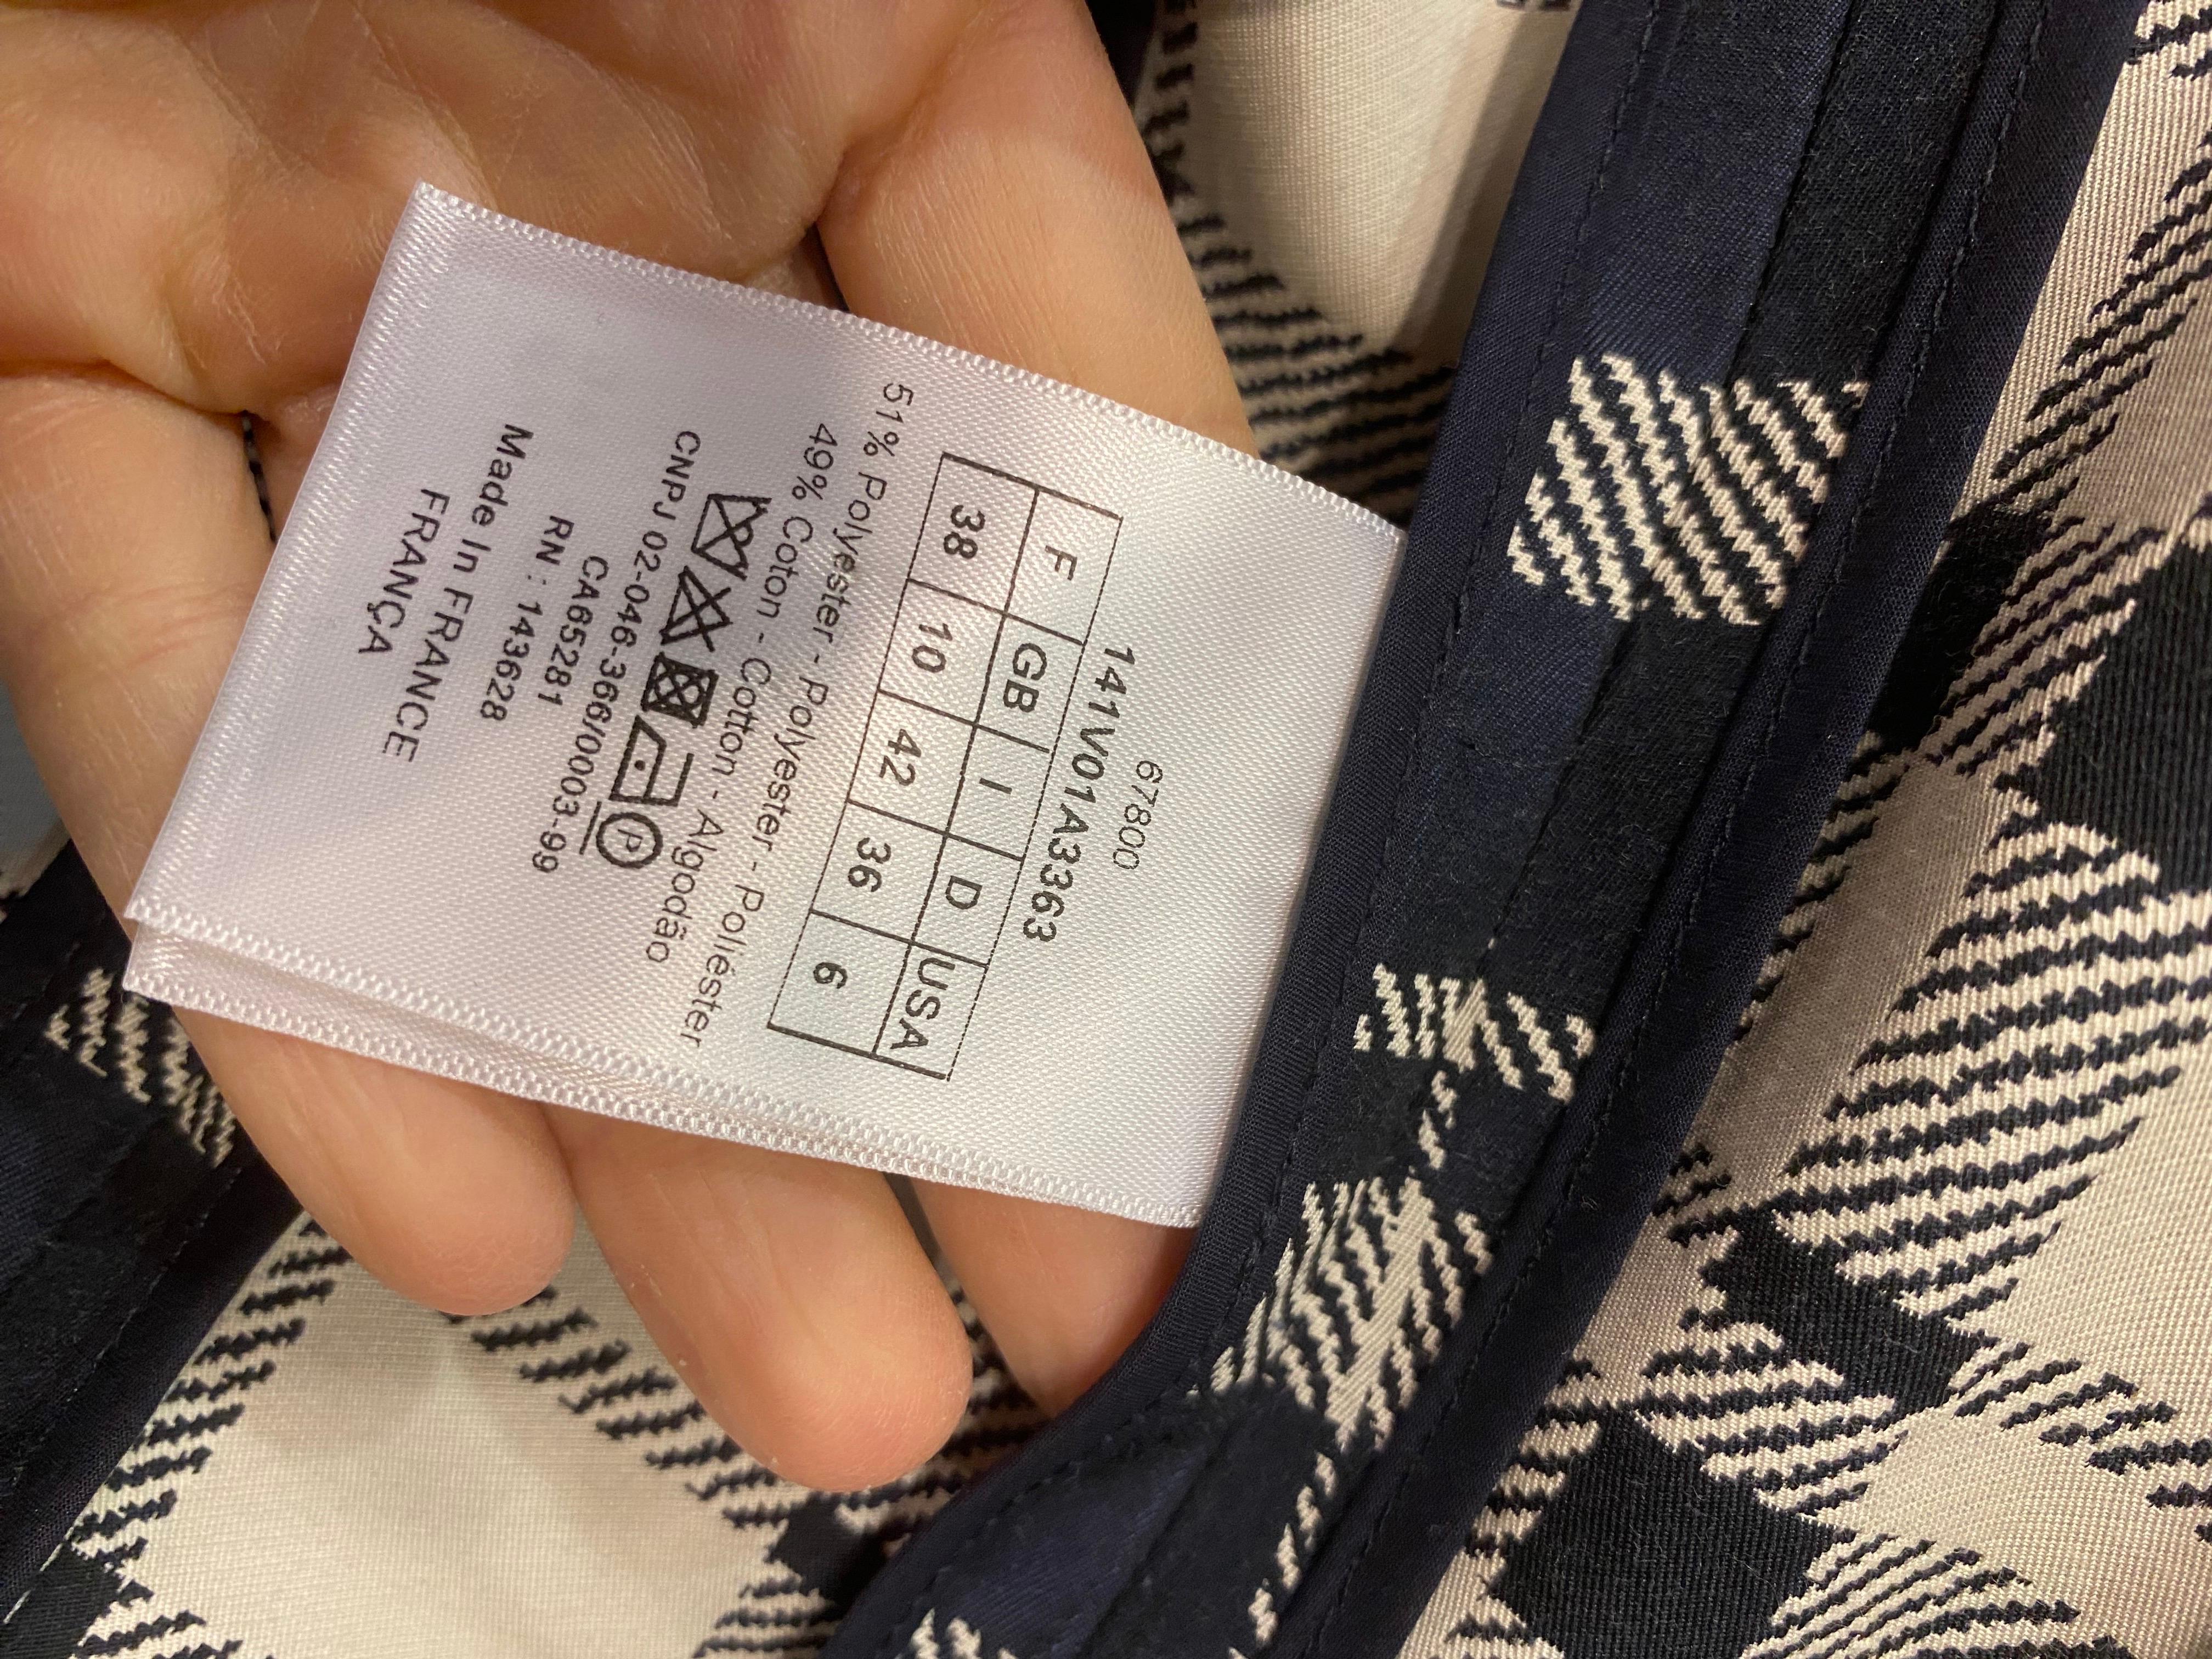 67800
141V01A3363
F GB I D USA
38 10 42 36 6
51% Polyester - Polyester - Poliéster
49% Coton - Cotton - Algodão
P
CNPJ 02-046-366/0003-99
CA65281
RN : 143628
Made In FRANCE
FRANÇA